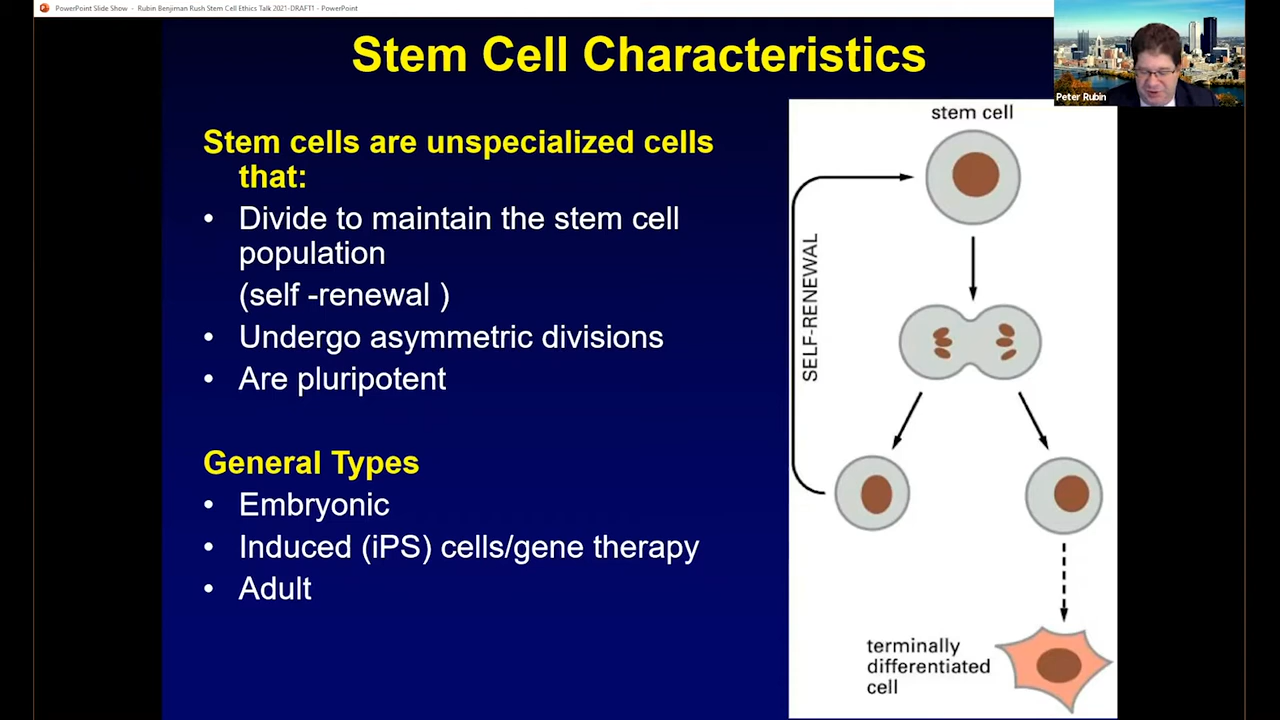 PowerPoint Slide Show - Rubin Benjiman Rush Stem Cell Ethics Talk 2021-DRAFT1 - PowerPoint
Stem Cell Characteristics
Peter Rubin
Stem cells are unspecialized cells
that:
• Divide to maintain the stem cell
population
(self -renewal )
• Undergo asymmetric divisions
• Are pluripotent
General Types
• Embryonic
• Induced (iPS) cells/gene therapy
• Adult
stem cell
SELF-RENEWAL
terminally
differentiated
cell